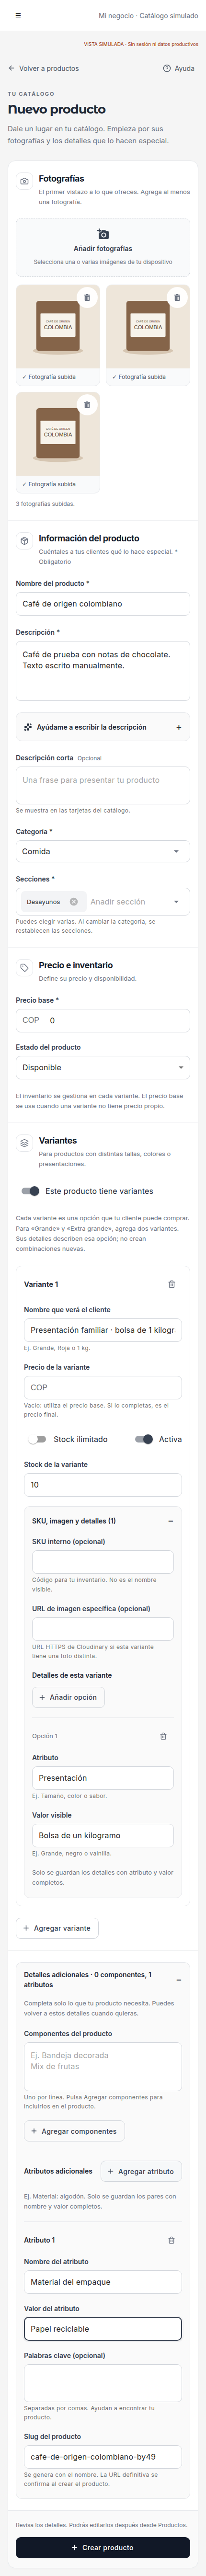 Mi negocio · Catálogo simulado
VISTA SIMULADA · Sin sesión ni datos productivos
Volver a productos
Ayuda
TU CATÁLOGO
Nuevo producto
Dale un lugar en tu catálogo. Empieza por sus
fotografías y los detalles que lo hacen especial.
Fotografías
El primer vistazo a lo que ofreces. Agrega al menos
una fotografía.
Añadir fotografías
Selecciona una o varias imágenes de tu dispositivo
CAFÉ DE ORIGEN
COLOMBIA
✓ Fotografía subida
CAFÉ DE ORIGEN
COLOMBIA
✓ Fotografía subida
CAFÉ DE ORIGEN
COLOMBIA
✓ Fotografía subida
3 fotografías subidas.
Información del producto
Cuéntales a tus clientes qué lo hace especial. *
Obligatorio
Nombre del producto *
Café de origen colombiano
Descripción *
Café de prueba con notas de chocolate.
Texto escrito manualmente.
Ayúdame a escribir la descripción
Descripción corta Opcional
Una frase para presentar tu producto
Se muestra en las tarjetas del catálogo.
Categoría *
Comida
Secciones *
Desayunos
Añadir sección
Puedes elegir varias. Al cambiar la categoría, se
restablecen las secciones.
Precio e inventario
Define su precio y disponibilidad.
Precio base *
COP 0
Estado del producto
Disponible
El inventario se gestiona en cada variante. El precio base
se usa cuando una variante no tiene precio propio.
Variantes
Para productos con distintas tallas, colores o
presentaciones.
Este producto tiene variantes
Cada variante es una opción que tu cliente puede comprar.
Para «Grande» y «Extra grande», agrega dos variantes.
Sus detalles describen esa opción; no crean
combinaciones nuevas.
Variante 1
Nombre que verá el cliente
Presentación familiar · bolsa de 1 kilogr
Ej. Grande, Roja o 1 kg.
Precio de la variante
COP
Vacío: utiliza el precio base. Si lo completas, es el
precio final.
Stock ilimitado
Activa
Stock de la variante
10
SKU, imagen y detalles (1)
SKU interno (opcional)
Código para tu inventario. No es el nombre
visible.
URL de imagen específica (opcional)
URL HTTPS de Cloudinary si esta variante
tiene una foto distinta.
Detalles de esta variante
Añadir opción
Opción 1
Atributo
Presentación
Ej. Tamaño, color o sabor.
Valor visible
Bolsa de un kilogramo
Ej. Grande, negro o vainilla.
Solo se guardan los detalles con atributo y valor
completos.
Agregar variante
Detalles adicionales · 0 componentes, 1
atributos
Completa solo lo que tu producto necesita. Puedes
volver a estos detalles cuando quieras.
Componentes del producto
Ej. Bandeja decorada
Mix de frutas
Uno por línea. Pulsa Agregar componentes para
incluirlos en el producto.
Agregar componentes
Atributos adicionales
Agregar atributo
Ej. Material: algodón. Solo se guardan los pares con
nombre y valor completos.
Atributo 1
Nombre del atributo
Material del empaque
Valor del atributo
Papel reciclable
Palabras clave (opcional)
Separadas por comas. Ayudan a encontrar tu
producto.
Slug del producto
cafe-de-origen-colombiano-by49
Se genera con el nombre. La URL definitiva se
confirma al crear el producto.
Revisa los detalles. Podrás editarlos después desde Productos.
Crear producto